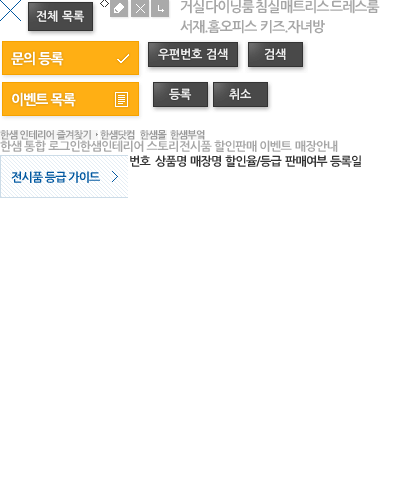 전체 목록
거실다이닝룸침실매트리스드레스룸
서재.홈오피스 키즈.자녀방
문의 등록
우편번호 검색
검색
이벤트 목록
등록
취소
한샘 인테리어 즐겨찾기 한샘닷컴 한샘몰 한샘부엌
한샘 통합 로그인한샘인테리어 스토리전시품 할인판매 이벤트 매장안내
번호 상품명 매장명 할인율/등급 판매여부 등록일
전시품 등급 가이드